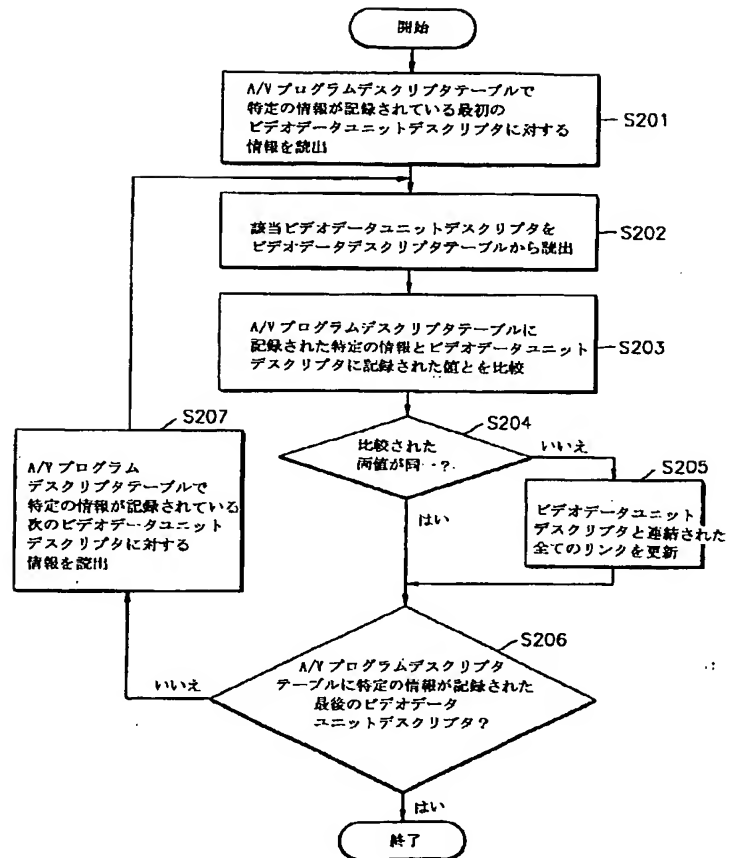 開始
A/Vプログラムデスクリプタテーブルで
特定の情報が記録されている最初の
ビデオデータユニットデスクリプタに対する
情報を読出
S201
該当ビデオデータユニットデスクリプタを
ビデオデータデスクリプタテーブルから読出
S202
A/Vプログラムデスクリプタテーブルに
記録された特定の情報とビデオデータユニット
デスクリプタに記録された値とを比較
S203
比較された
両値が同一?
S204
いいえ
はい
S205
ビデオデータユニット
デスクリプタと連結された
全てのリンクを更新
S207
A/Vプログラム
デスクリプタテーブルで
特定の情報が記録されている
次のビデオデータユニット
デスクリプタに対する
情報を読出
S206
A/Vプログラムデスクリプタ
テーブルに特定の情報が記録された
最後のビデオデータ
ユニットデスクリプタ?
いいえ
はい
終了